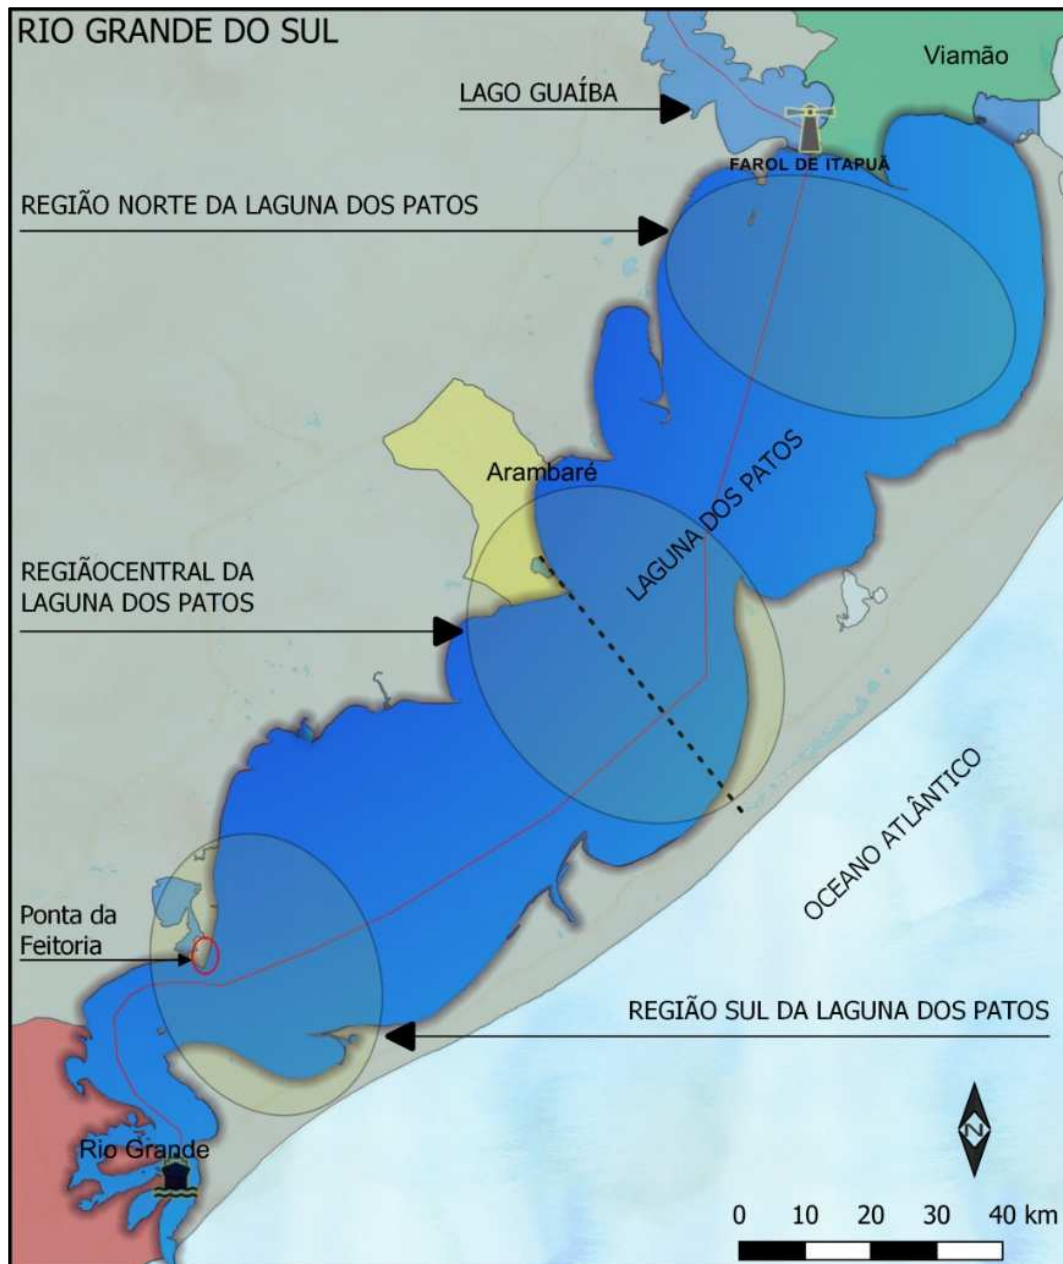 RIO GRANDE DO SUL
Viamão
LAGO GUAÍBA
FAROL DE ITAPUÃ
REGIÃO NORTE DA LAGUNA DOS PATOS
Arambaré
LAGUNA DOS PATOS
REGIÃOCENTRAL DA
LAGUNA DOS PATOS
OCEANO ATLÂNTICO
Ponta da
Feitoria
REGIÃO SUL DA LAGUNA DOS PATOS
Rio Grande
N
0 10 20 30 40 km